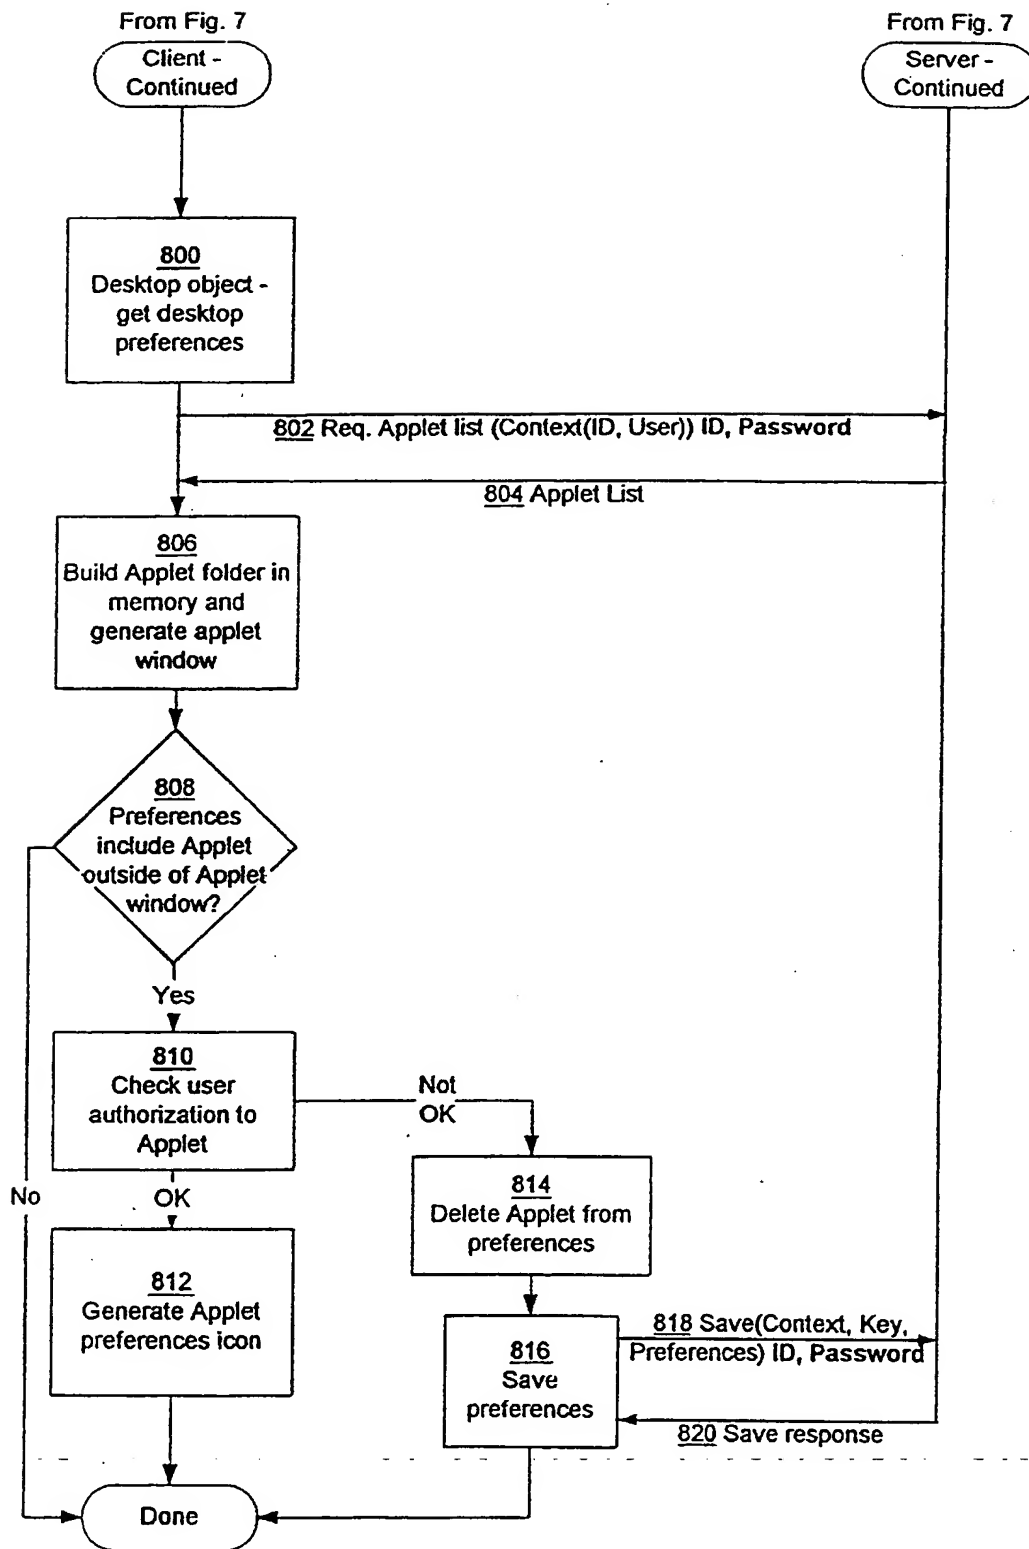 From Fig. 7
Client -
Continued
From Fig. 7
Server -
Continued
800
Desktop object -
get desktop
preferences
802 Req. Applet list (Context(ID, User)) ID, Password
804 Applet List
806
Build Applet folder in
memory and
generate applet
window
808
Preferences
include Applet
outside of Applet
window?
Yes
No
810
Check user
authorization to
Applet
Not
OK
OK
814
Delete Applet from
preferences
812
Generate Applet
preferences icon
816
Save
preferences
818 Save(Context, Key,
Preferences) ID, Password
820 Save response
Done